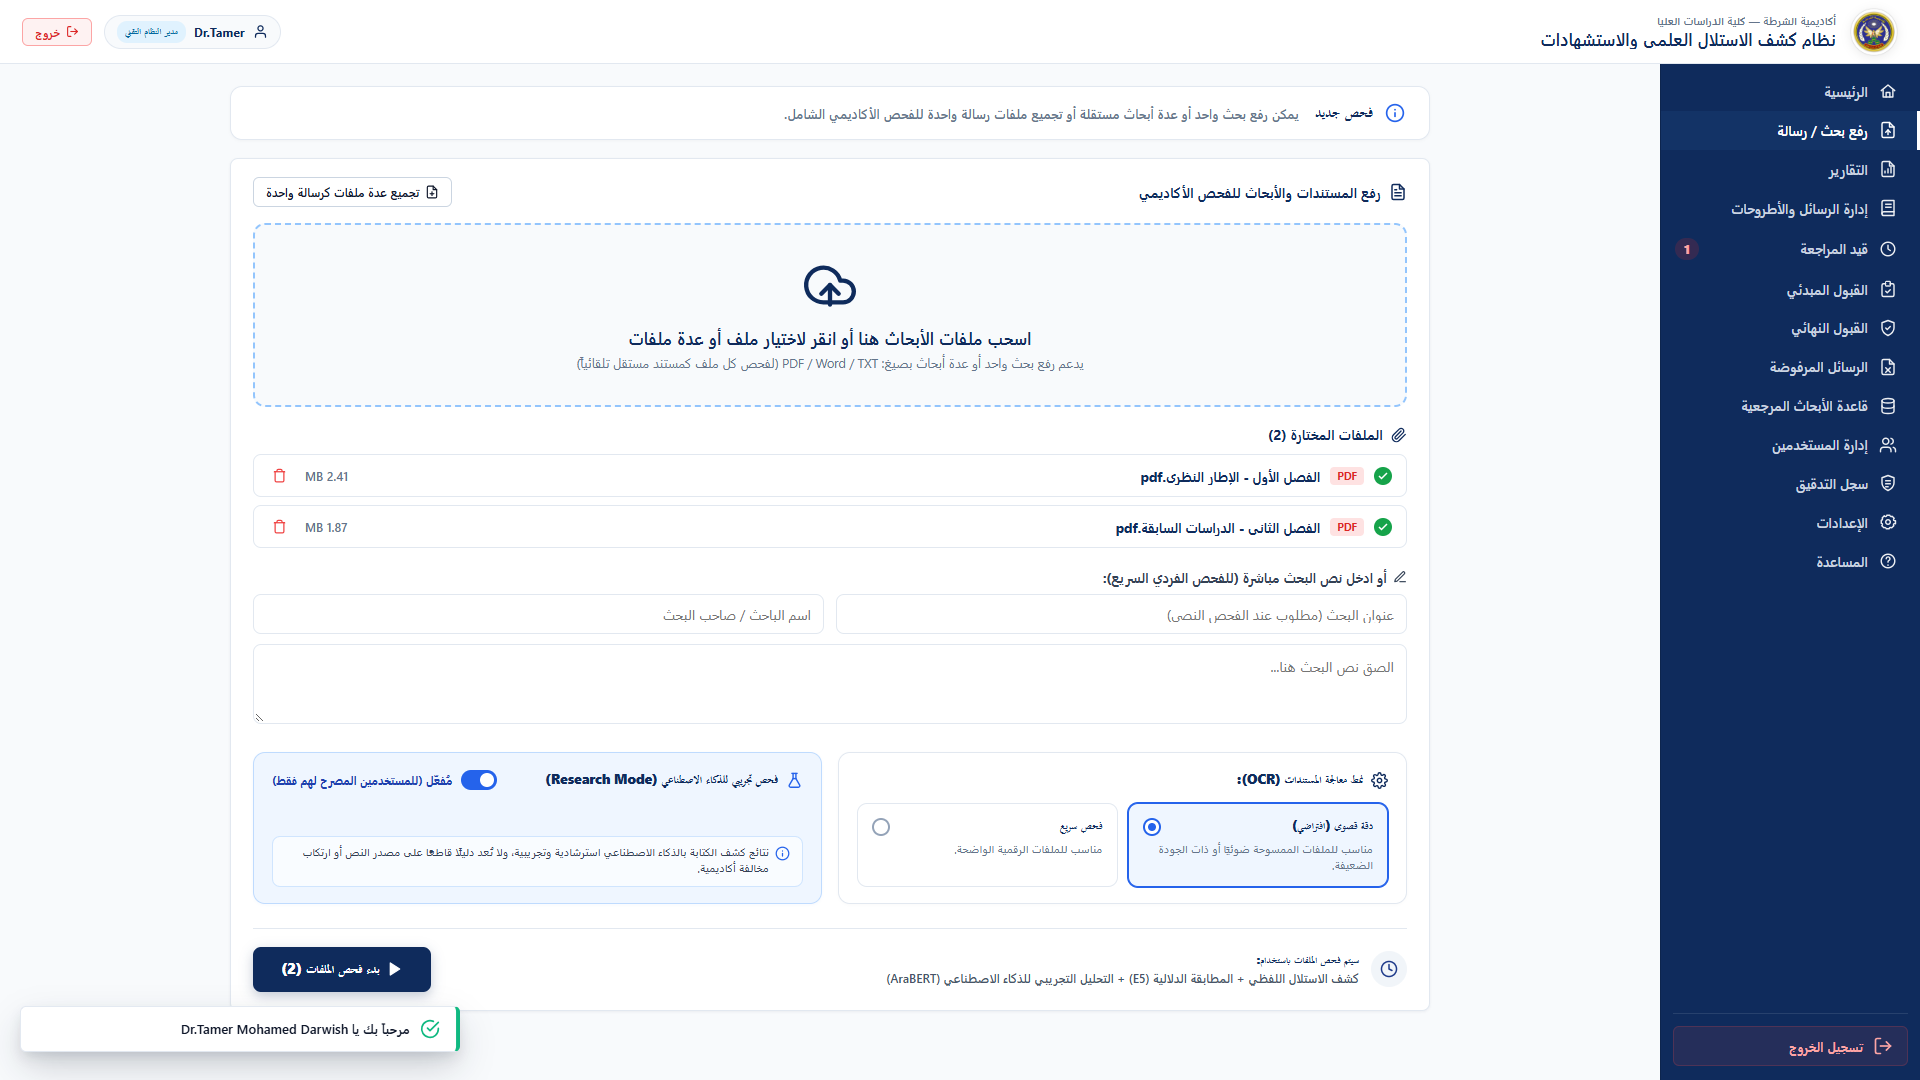 أكاديمية الشرطة — كلية الدراسات العليا
نظام كشف الاستلال العلمي والاستشهادات
Dr.Tamer
مدير النظام التقني
خروج
الرئيسية
رفع بحث / رسالة
التقارير
إدارة الرسائل والأطروحات
قيد المراجعة
1
القبول المبدئي
القبول النهائي
الرسائل المرفوضة
قاعدة الأبحاث المرجعية
إدارة المستخدمين
سجل التدقيق
الإعدادات
المساعدة
تسجيل الخروج
فحص جديد
يمكن رفع بحث واحد أو عدة أبحاث مستقلة أو تجميع ملفات رسالة واحدة للفحص الأكاديمي الشامل.
رفع المستندات والأبحاث للفحص الأكاديمي
تجميع عدة ملفات كرسالة واحدة
اسحب ملفات الأبحاث هنا أو انقر لاختيار ملف أو عدة ملفات
يدعم رفع بحث واحد أو عدة أبحاث بصيغ: PDF / Word / TXT (لفحص كل ملف كمستند مستقل تلقائياً)
الملفات المختارة (2)
PDF
الفصل الأول - الإطار النظري.pdf
2.41 MB
PDF
الفصل الثاني - الدراسات السابقة.pdf
1.87 MB
أو ادخل نص البحث مباشرة (للفحص الفردي السريع):
عنوان البحث (مطلوب عند الفحص النصي)
اسم الباحث / صاحب البحث
الصق نص البحث هنا...
نمط معالجة المستندات (OCR):
دقة قصوى (افتراضي)
مناسب للملفات الممسوحة ضوئيًا أو ذات الجودة
الضعيفة.
فحص سريع
مناسب للملفات الرقمية الواضحة.
فحص تجريبي للذكاء الاصطناعي (Research Mode)
مُفعّل (للمستخدمين المصرح لهم فقط)
نتائج كشف الكتابة بالذكاء الاصطناعي استرشادية وتجريبية، ولا تُعد دليلًا قاطعًا على مصدر النص أو ارتكاب
مخالفة أكاديمية.
سيتم فحص الملفات باستخدام:
كشف الاستلال اللفظي + المطابقة الدلالية (E5) + التحليل التجريبي للذكاء الاصطناعي (AraBERT)
بدء فحص الملفات (2)
مرحباً بك يا Dr.Tamer Mohamed Darwish